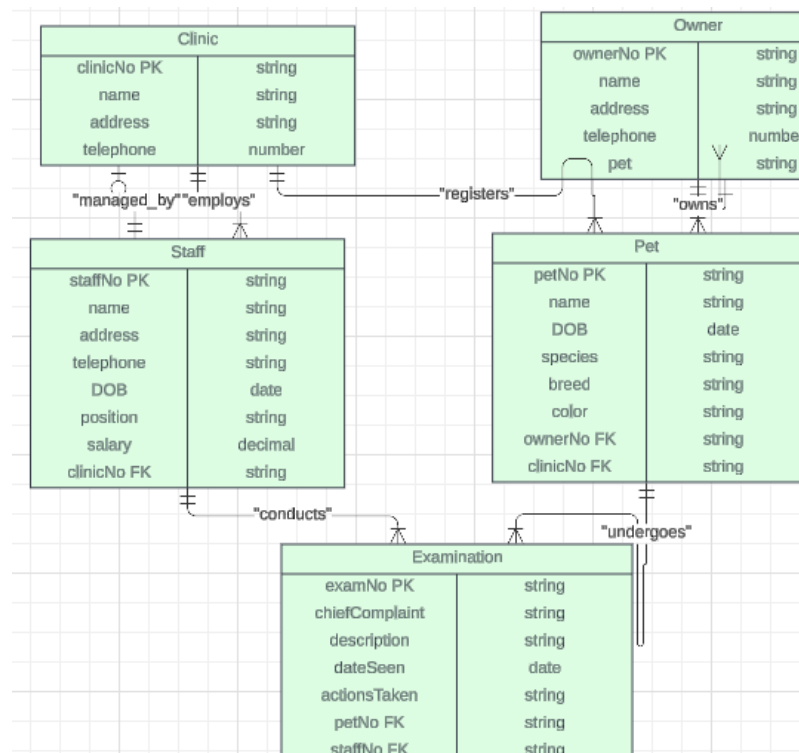 Clinic
clinicNo PK string
name string
address string
telephone number
Owner
ownerNo PK string
name string
address string
telephone numbe
pet string
"managed_by" "employs"
"registers"
"owns"
Staff
staffNo PK string
name string
address string
telephone string
DOB date
position string
salary decimal
clinicNo FK string
Pet
petNo PK string
name string
DOB date
species string
breed string
color string
ownerNo FK string
clinicNo FK string
"conducts"
"undergoes"
Examination
examNo PK string
chiefComplaint string
description string
dateSeen date
actionsTaken string
petNo FK string
staffNo FK string